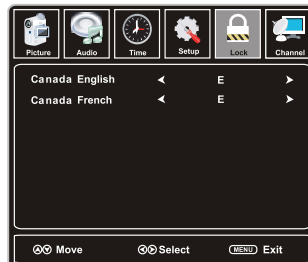 Picture Audio Time Setup Lock Channel
Canada English E
Canada French E
Move Select MENU Exit